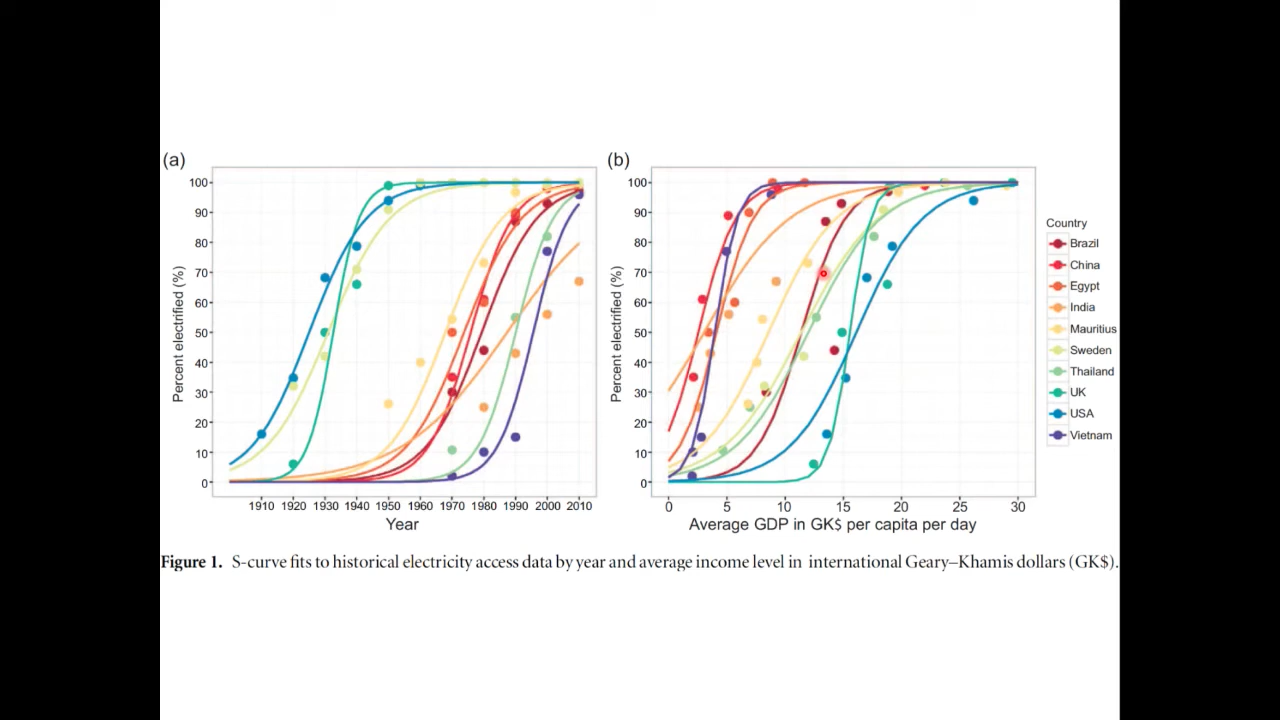 (a)
Percent electrified (%)
100
90
80
70
60
50
40
30
20
10
0
1910 1920 1930 1940 1950 1960 1970 1980 1990 2000 2010
Year
(b)
Percent electrified (%)
100
90
80
70
60
50
40
30
20
10
0
0 5 10 15 20 25 30
Average GDP in GK$ per capita per day
Country
Brazil
China
Egypt
India
Mauritius
Sweden
Thailand
UK
USA
Vietnam
Figure 1. S-curve fits to historical electricity access data by year and average income level in international Geary–Khamis dollars (GK$).